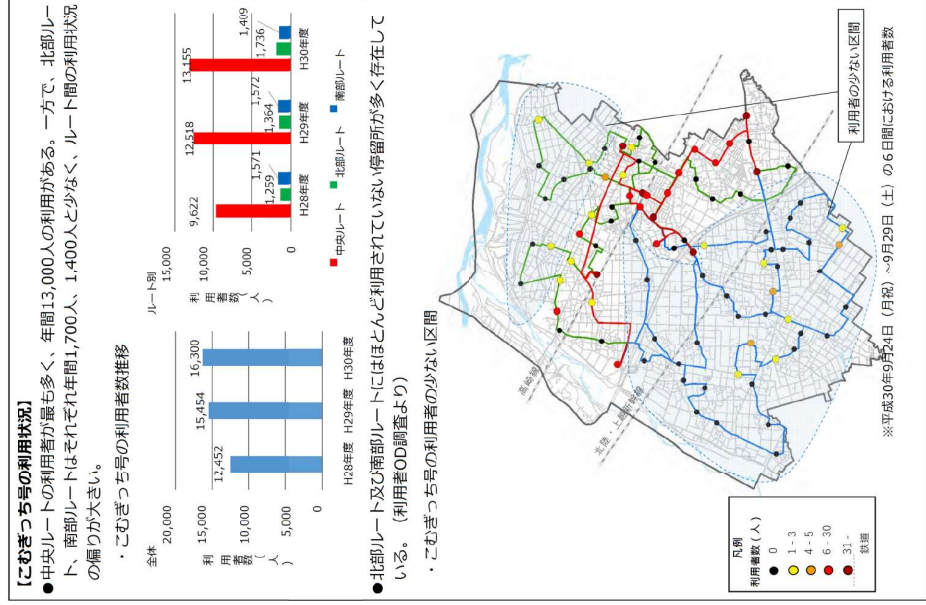 【こむぎっち号の利用状況】
●中央ルートの利用者が最も多く、年間13,000人の利用がある。一方で、北部ルー
ト、南部ルートはそれぞれ年間1,700人、1,400人と少なく、ルート間の利用状況
の偏りが大きい。
・こむぎっち号の利用者数推移
全体
20,000
15,000
10,000
5,000
0
利用者数(人)
12,452
15,454
16,300
H28年度
H29年度
H30年度
ルート別
15,000
10,000
5,000
0
利用者数(人)
9,622
1,259
1,571
12,518
1,364
1,572
13,155
1,736
1,409
H28年度
H29年度
H30年度
中央ルート
北部ルート
南部ルート
●北部ルート及び南部ルートにはほとんど利用されていない停留所が多く存在して
いる。（利用者OD調査より）
・こむぎっち号の利用者の少ない区間
高崎線
北陸・上越新幹線
利用者の少ない区間
凡例
利用者数（人）
0
1 - 3
4 - 5
6 - 30
31 -
鉄道
※平成30年9月24日（月祝）～9月29日（土）の６日間における利用者数